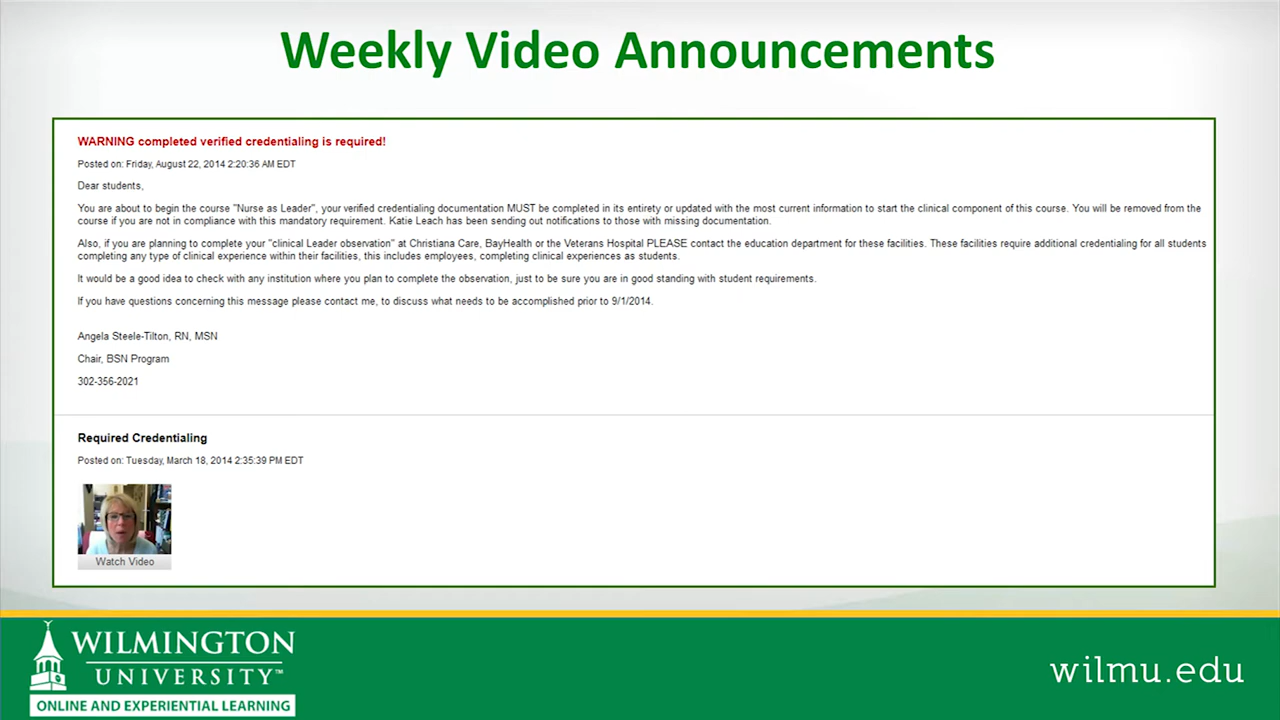 Weekly Video Announcements
WARNING completed verified credentialing is required!
Posted on: Friday, August 22, 2014 2:20:36 AM EDT
Dear students,
You are about to begin the course "Nurse as Leader", your verified credentialing documentation MUST be completed in its entirety or updated with the most current information to start the clinical component of this course. You will be removed from the
course if you are not in compliance with this mandatory requirement. Katie Leach has been sending out notifications to those with missing documentation.
Also, if you are planning to complete your "clinical Leader observation" at Christiana Care, BayHealth or the Veterans Hospital PLEASE contact the education department for these facilities. These facilities require additional credentialing for all students
completing any type of clinical experience within their facilities, this includes employees, completing clinical experiences as students.
It would be a good idea to check with any institution where you plan to complete the observation, just to be sure you are in good standing with student requirements.
If you have questions concerning this message please contact me, to discuss what needs to be accomplished prior to 9/1/2014.
Angela Steele-Tilton, RN, MSN
Chair, BSN Program
302-356-2021
Required Credentialing
Posted on: Tuesday, March 18, 2014 2:35:39 PM EDT
Watch Video
WILMINGTON
UNIVERSITY™
ONLINE AND EXPERIENTIAL LEARNING
wilmu.edu